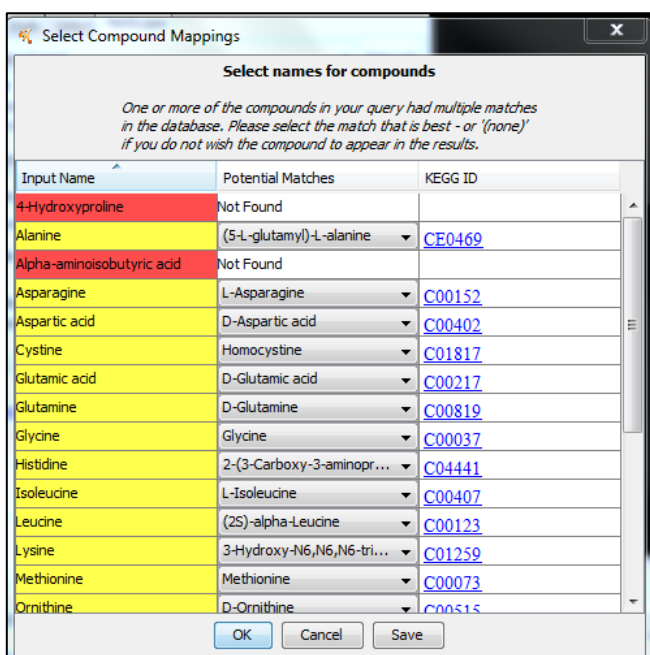 Select Compound Mappings
x
Select names for compounds
One or more of the compounds in your query had multiple matches
in the database. Please select the match that is best - or '(none)'
if you do not wish the compound to appear in the results.
Input Name Potential Matches KEGG ID
4-Hydroxyproline Not Found
Alanine (5-L-glutamyl)-L-alanine CE0469
Alpha-aminoisobutyric acid Not Found
Asparagine L-Asparagine C00152
Aspartic acid D-Aspartic acid C00402
Cystine Homocystine C01817
Glutamic acid D-Glutamic acid C00217
Glutamine D-Glutamine C00819
Glycine Glycine C00037
Histidine 2-(3-Carboxy-3-aminopr... C04441
Isoleucine L-Isoleucine C00407
Leucine (2S)-alpha-Leucine C00123
Lysine 3-Hydroxy-N6,N6,N6-tri... C01259
Methionine Methionine C00073
Ornithine D-Ornithine C00515
OK Cancel Save